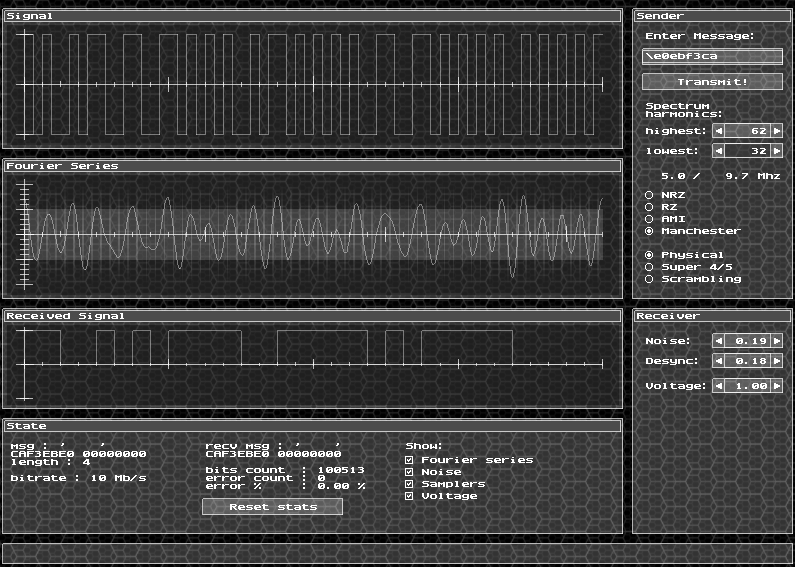 Signal
Fourier Series
Received Signal
State
msg : '     '
CAF3EBE0 00000000
length : 4
bitrate : 10 Mb/s
recv msg : '     '
CAF3EBE0 00000000
bits count : 100513
error count : 0
error % : 0.00 %
Reset stats
Show:
Fourier series
Noise
Samplers
Voltage
Sender
Enter Message:
\e0ebf3ca
Transmit!
Spectrum
harmonics:
highest: 62
lowest: 32
5.0 / 9.7 Mhz
NRZ
RZ
AMI
Manchester
Physical
Super 4/5
Scrambling
Receiver
Noise: 0.19
Desync: 0.18
Voltage: 1.00